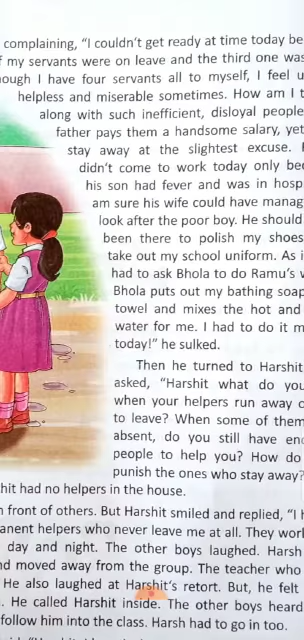 complaining, "I couldn't get ready at time today be
my servants were on leave and the third one was
ough I have four servants all to myself, I feel u
helpless and miserable sometimes. How am I t
along with such inefficient, disloyal people
father pays them a handsome salary, yet
stay away at the slightest excuse.
didn't come to work today only bec
his son had fever and was in hosp
am sure his wife could have manag
look after the poor boy. He should
been there to polish my shoes
take out my school uniform. As i
had to ask Bhola to do Ramu's
Bhola puts out my bathing soap
towel and mixes the hot and
water for me. I had to do it m
today!" he sulked.
Then he turned to Harshit
asked, "Harshit what do you
when your helpers run away o
to leave? When some of them
absent, do you still have en
people to help you? How do
punish the ones who stay away?
hit had no helpers in the house.
front of others. But Harshit smiled and replied, "I h
anent helpers who never leave me at all. They work
day and night. The other boys laughed. Harsh
nd moved away from the group. The teacher who
He also laughed at Harshit's retort. But, he felt
. He called Harshit inside. The other boys heard
follow him into the class. Harsh had to go in too.